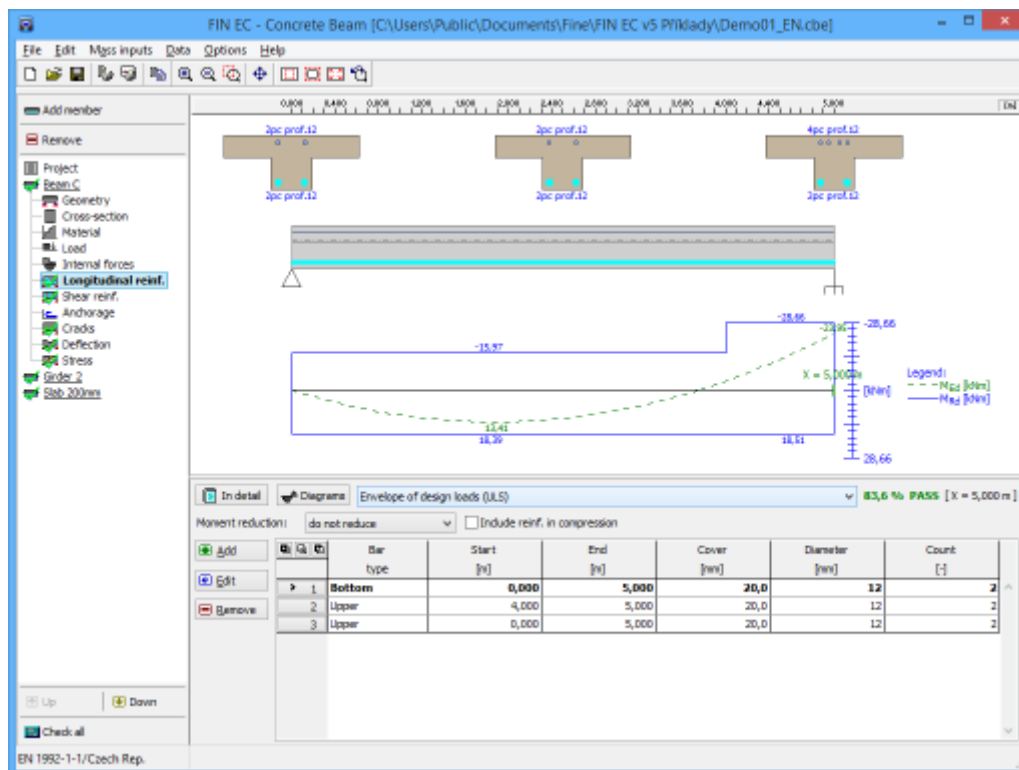 FIN EC - Concrete Beam [C:\Users\Public\Documents\Fine\FIN EC v5 Příklady\Demo01_EN.cbe]
File Edit Mass inputs Data Options Help
Add member
Remove
Project
Beam C
Geometry
Cross-section
Material
Load
Internal forces
Longitudinal reinf.
Shear reinf.
Anchorage
Cracks
Deflection
Stress
Girder 2
Slab 200mm
Up Down
Check all
[m]
2pc prof.12 2pc prof.12 4pc prof.12
2pc prof.12 2pc prof.12 2pc prof.12
-28,66 -28,66
-15,97
X = 5,000 m
[kNm]
Legend:
MEd [kNm]
MRd [kNm]
13,41
18,39 18,51
28,66
In detail Diagrams Envelope of design loads (ULS) 83,6 % PASS [ X = 5,000 m ]
Moment reduction: do not reduce Include reinf. in compression
Add
Edit
Remove
Bar Start End Cover Diameter Count
type [m] [m] [mm] [mm] [-]
1 Bottom 0,000 5,000 20,0 12 2
2 Upper 4,000 5,000 20,0 12 2
3 Upper 0,000 5,000 20,0 12 2
EN 1992-1-1/Czech Rep.